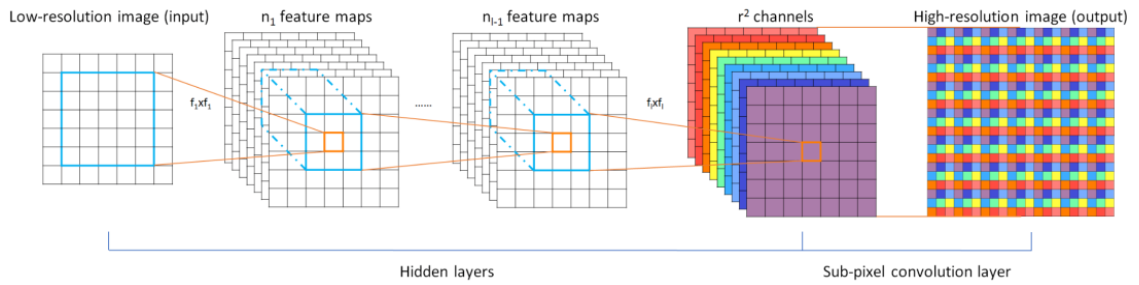 Low-resolution image (input)
n₁ feature maps
nₗ₋₁ feature maps
r² channels
High-resolution image (output)
f₁xf₁
......
fₗxfₗ
Hidden layers
Sub-pixel convolution layer